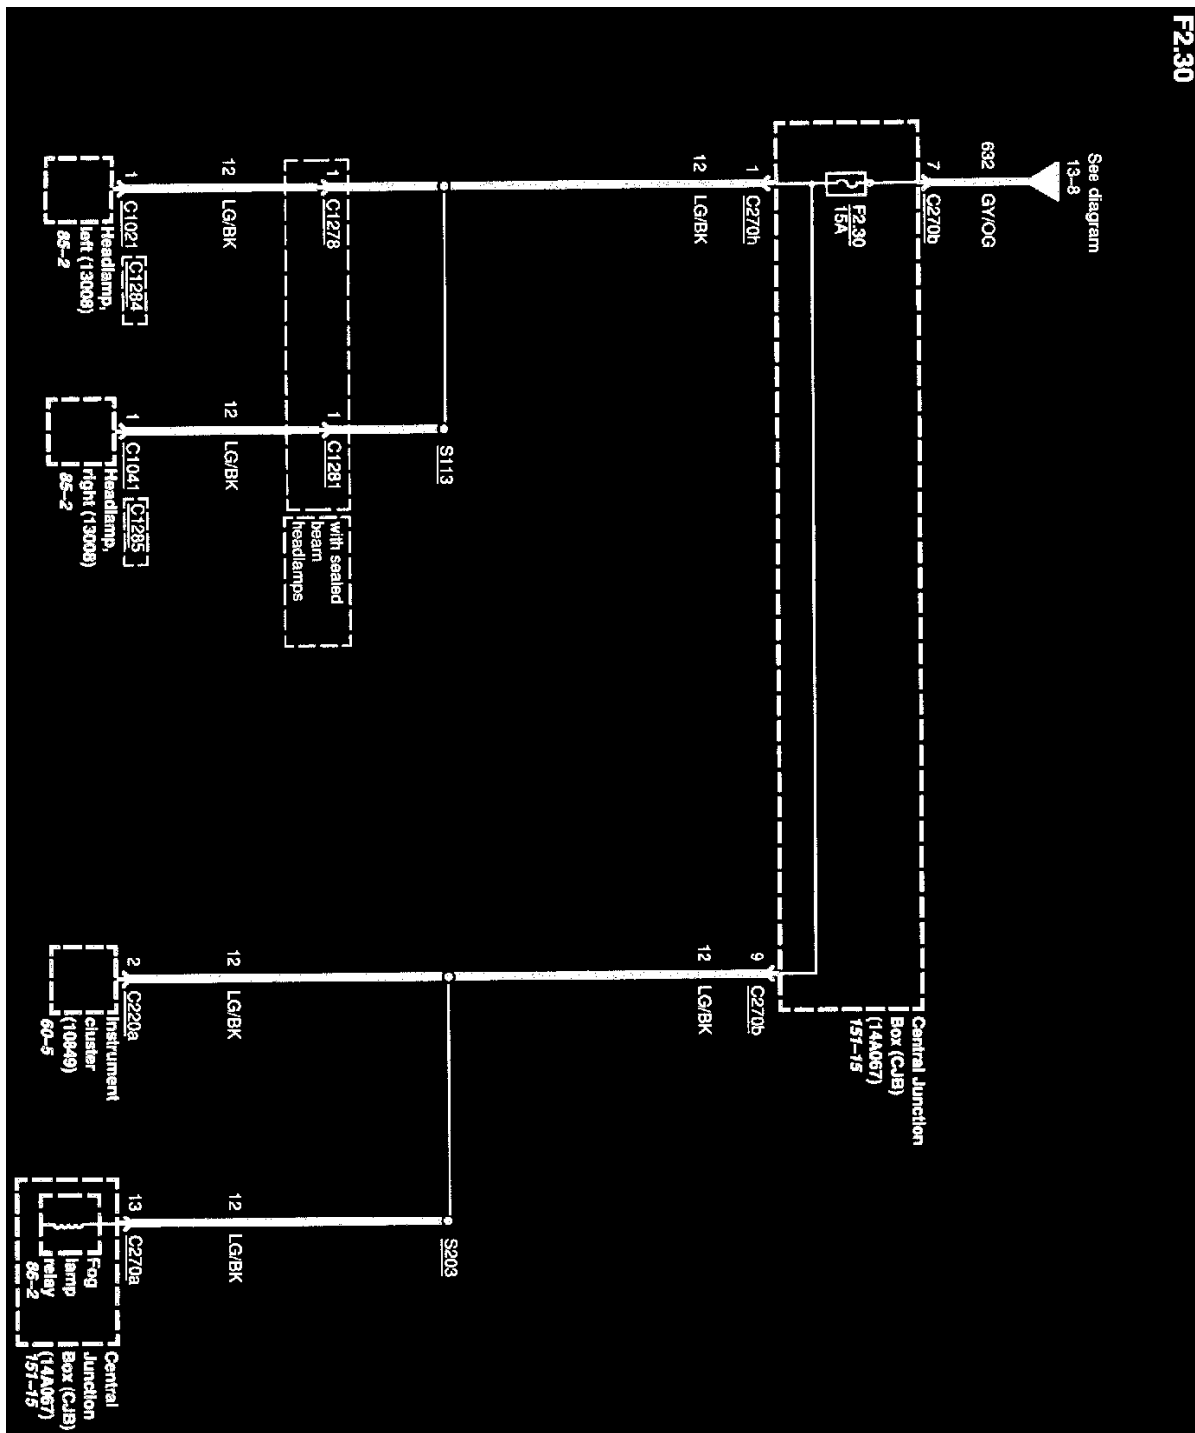 F2.30
See diagram
13–8
632
GY/OG
7
C270b
F2.30
15A
1
C270h
12
LG/BK
9
C270b
12
LG/BK
Central Junction
Box (CJB)
(14A067)
151–15
S113
S203
1
C1278
1
C1281
with sealed
beam
headlamps
12
LG/BK
12
LG/BK
12
LG/BK
12
LG/BK
1
C1021
C1284
Headlamp,
left (13008)
85–2
1
C1041
C1285
Headlamp,
right (13008)
85–2
2
C220a
Instrument
cluster
(10849)
60–5
13
C270a
Fog
lamp
relay
86–2
Central
Junction
Box (CJB)
(14A067)
151–15